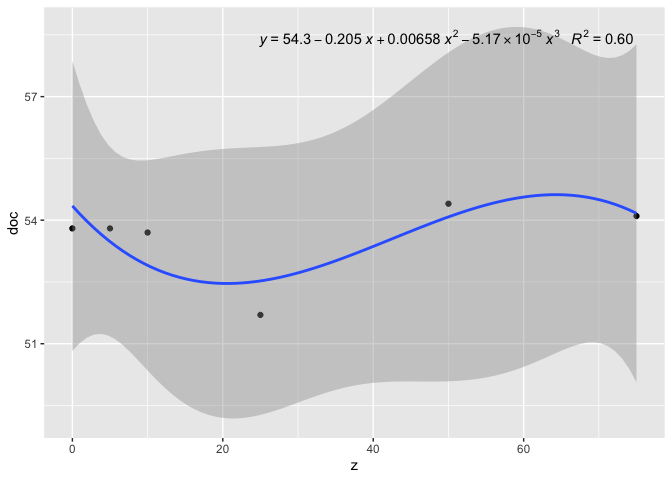 y = 54.3 – 0.205 x + 0.00658 x² – 5.17 × 10⁻⁵ x³ R² = 0.60
57
54
51
doc
0 20 40 60
z